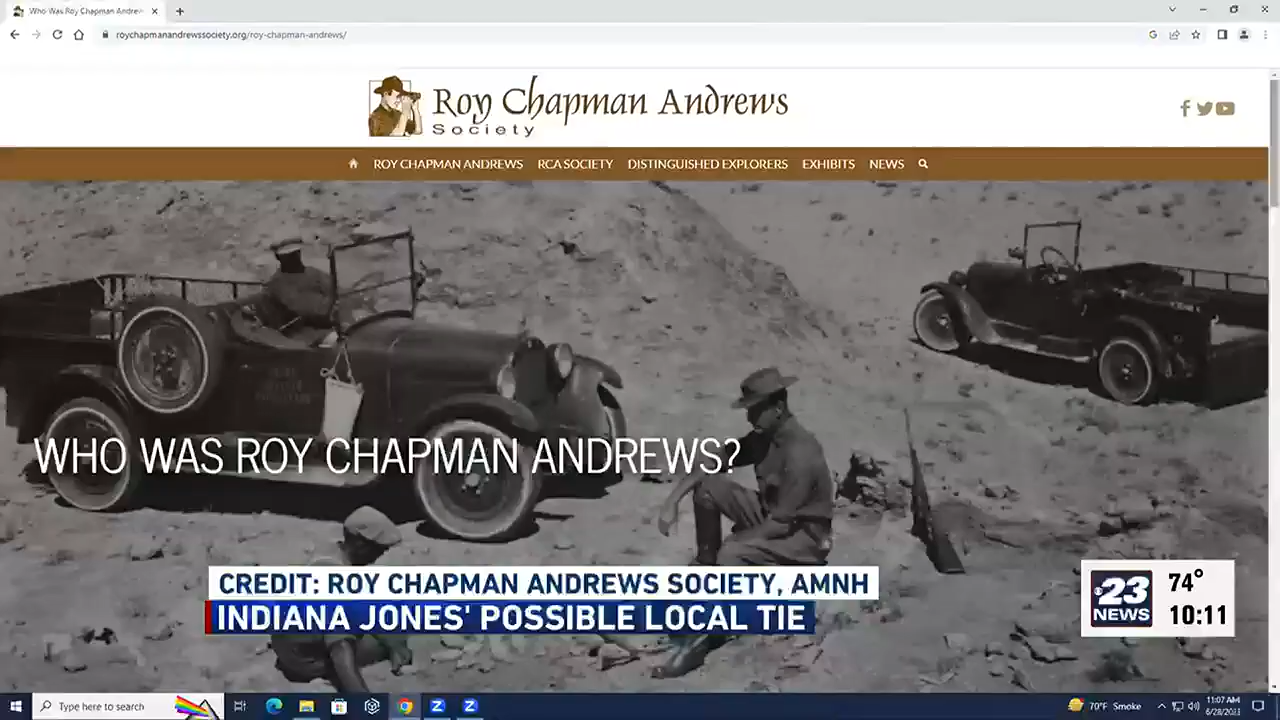 Who Was Roy Chapman Andrew
roychapmanandrewssociety.org/roy-chapman-andrews/
Roy Chapman Andrews
Society
ROY CHAPMAN ANDREWS RCA SOCIETY DISTINGUISHED EXPLORERS EXHIBITS NEWS
WHO WAS ROY CHAPMAN ANDREWS?
CREDIT: ROY CHAPMAN ANDREWS SOCIETY, AMNH
INDIANA JONES' POSSIBLE LOCAL TIE
23
NEWS
74°
10:11
Type here to search
70°F Smoke
11:07 AM